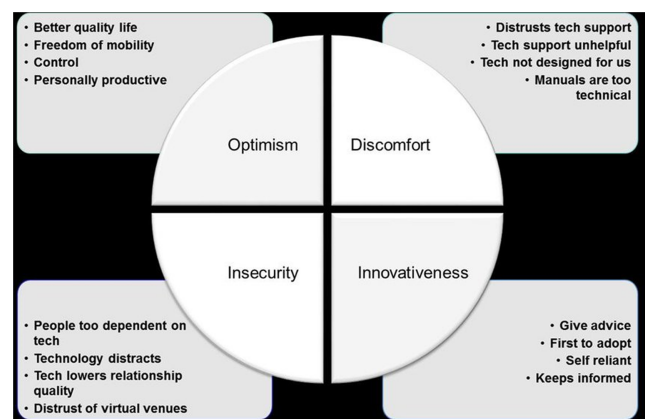 • Better quality life
• Freedom of mobility
• Control
• Personally productive
• Distrusts tech support
• Tech support unhelpful
• Tech not designed for us
• Manuals are too
technical
Optimism
Discomfort
Insecurity
Innovativeness
• People too dependent on
tech
• Technology distracts
• Tech lowers relationship
quality
• Distrust of virtual venues
• Give advice
• First to adopt
• Self reliant
• Keeps informed